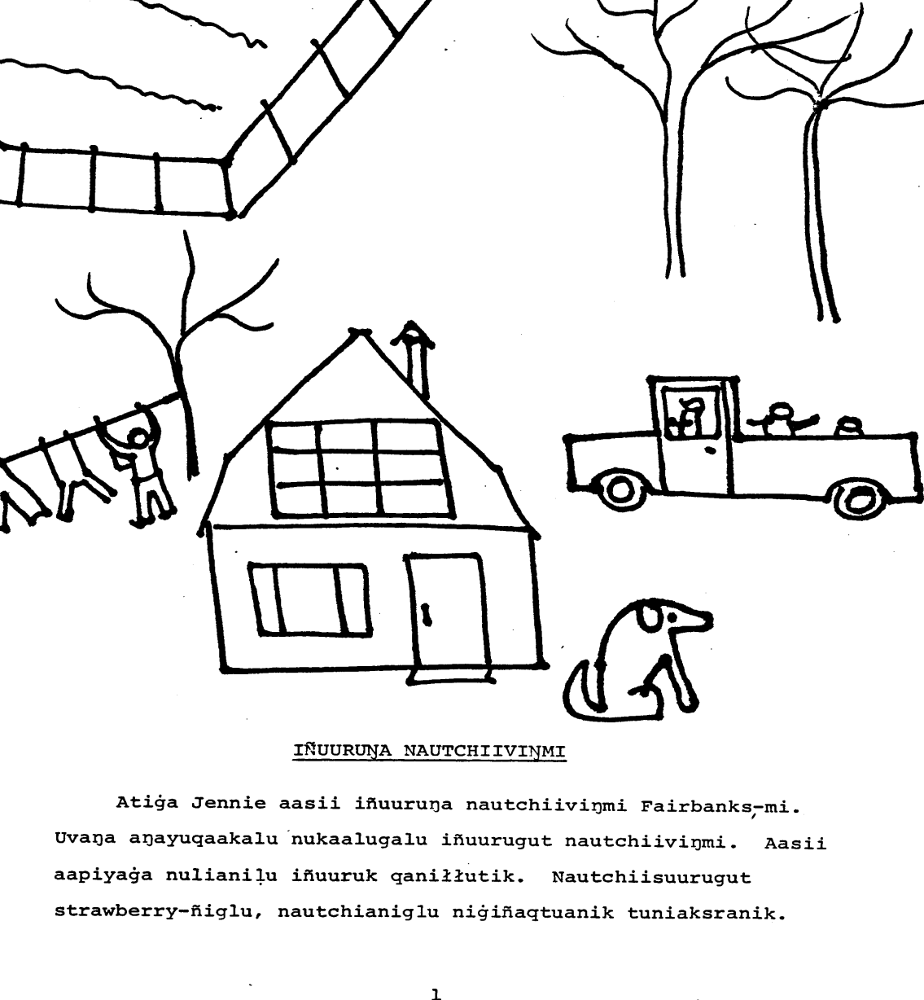 IÑUURUŊA NAUTCHIIVIŊMI
Atiġa Jennie aasii iñuuruŋa nautchiiviŋmi Fairbanks-mi.
Uvaŋa aŋayuqaakalu nukaalugalu iñuurugut nautchiiviŋmi. Aasii
aapiyaġa nulianiḷu iñuuruk qaniłłutik. Nautchiisuurugut
strawberry-ñiglu, nautchianiglu niġiñaqtuanik tuniaksranik.
1